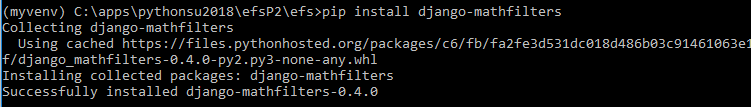 (myvenv) C:\apps\pythonsu2018\efsP2\efs>pip install django-mathfilters
Collecting django-mathfilters
  Using cached https://files.pythonhosted.org/packages/c6/fb/fa2fe3d531dc018d486b03c91461063e1
f/django_mathfilters-0.4.0-py2.py3-none-any.whl
Installing collected packages: django-mathfilters
Successfully installed django-mathfilters-0.4.0